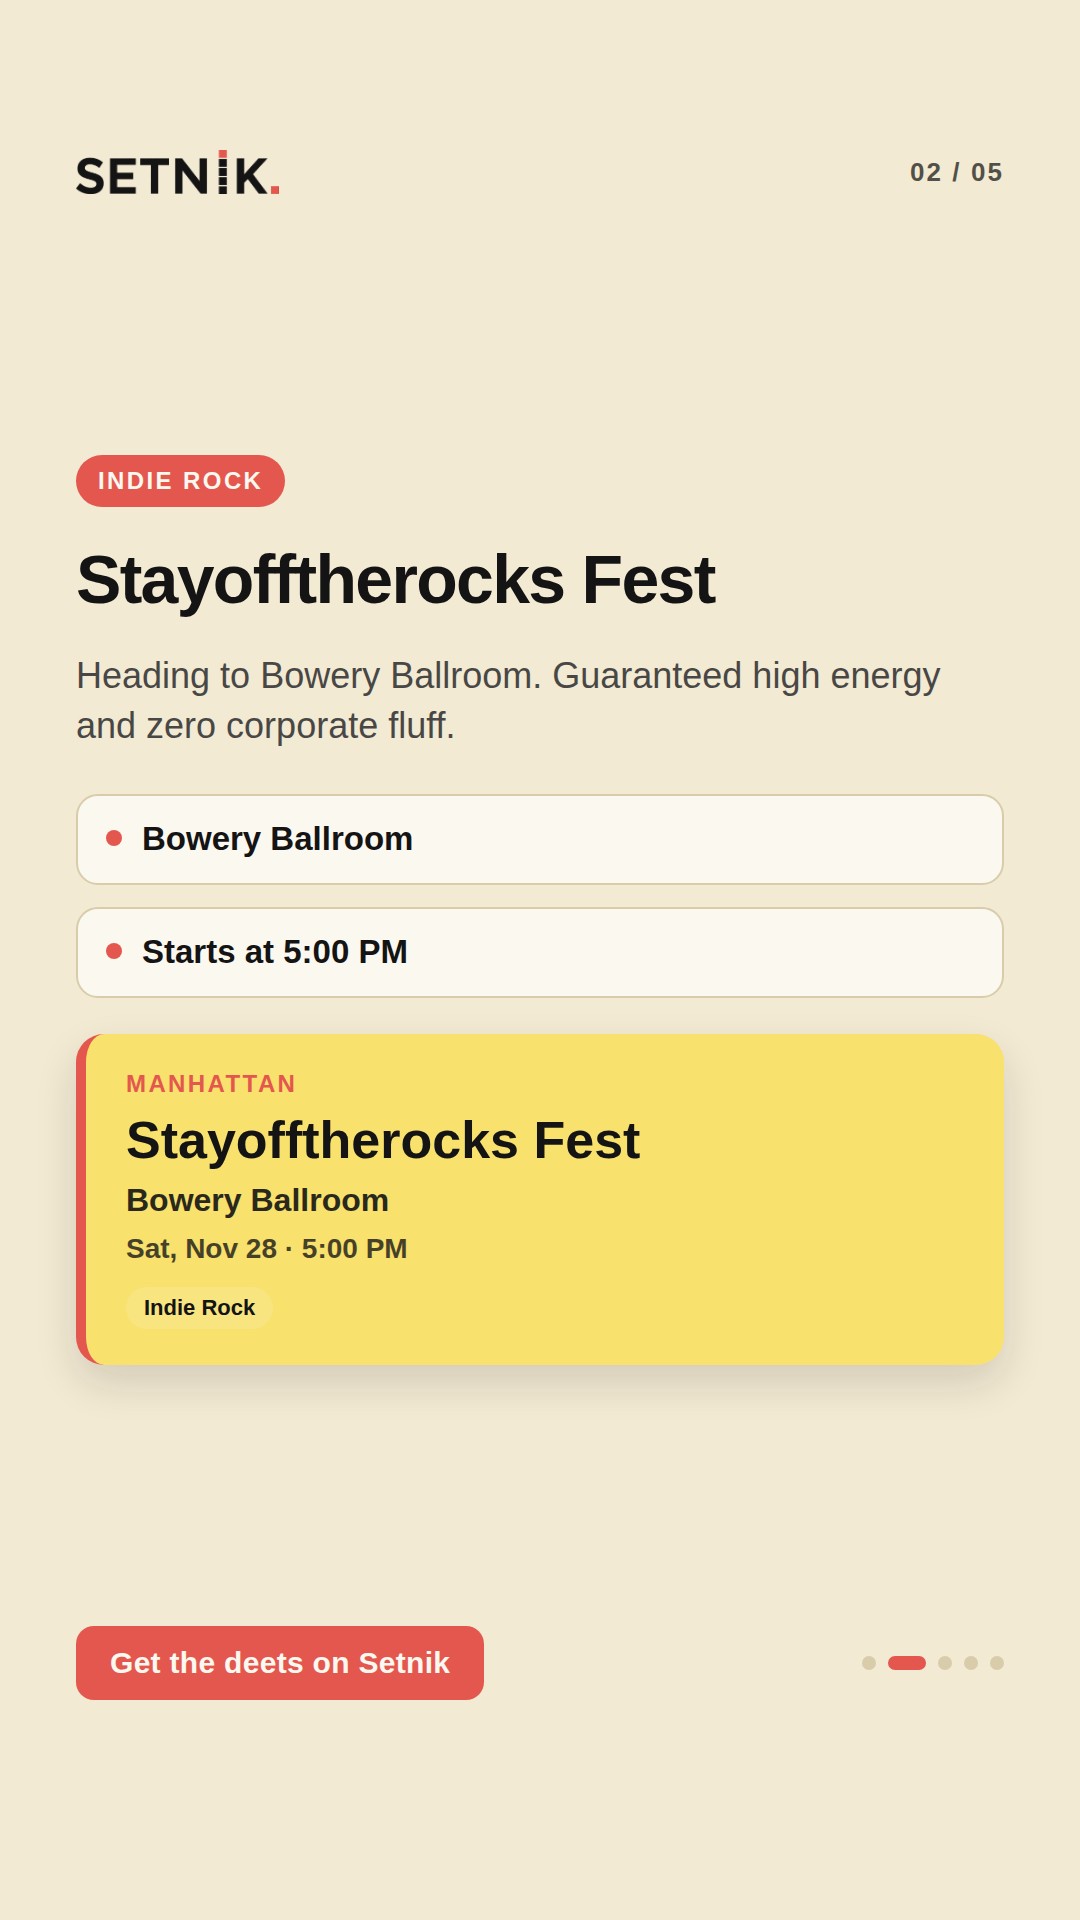 SETNIK.
02 / 05
INDIE ROCK
Stayofftherocks Fest
Heading to Bowery Ballroom. Guaranteed high energy
and zero corporate fluff.
Bowery Ballroom
Starts at 5:00 PM
MANHATTAN
Stayofftherocks Fest
Bowery Ballroom
Sat, Nov 28 · 5:00 PM
Indie Rock
Get the deets on Setnik